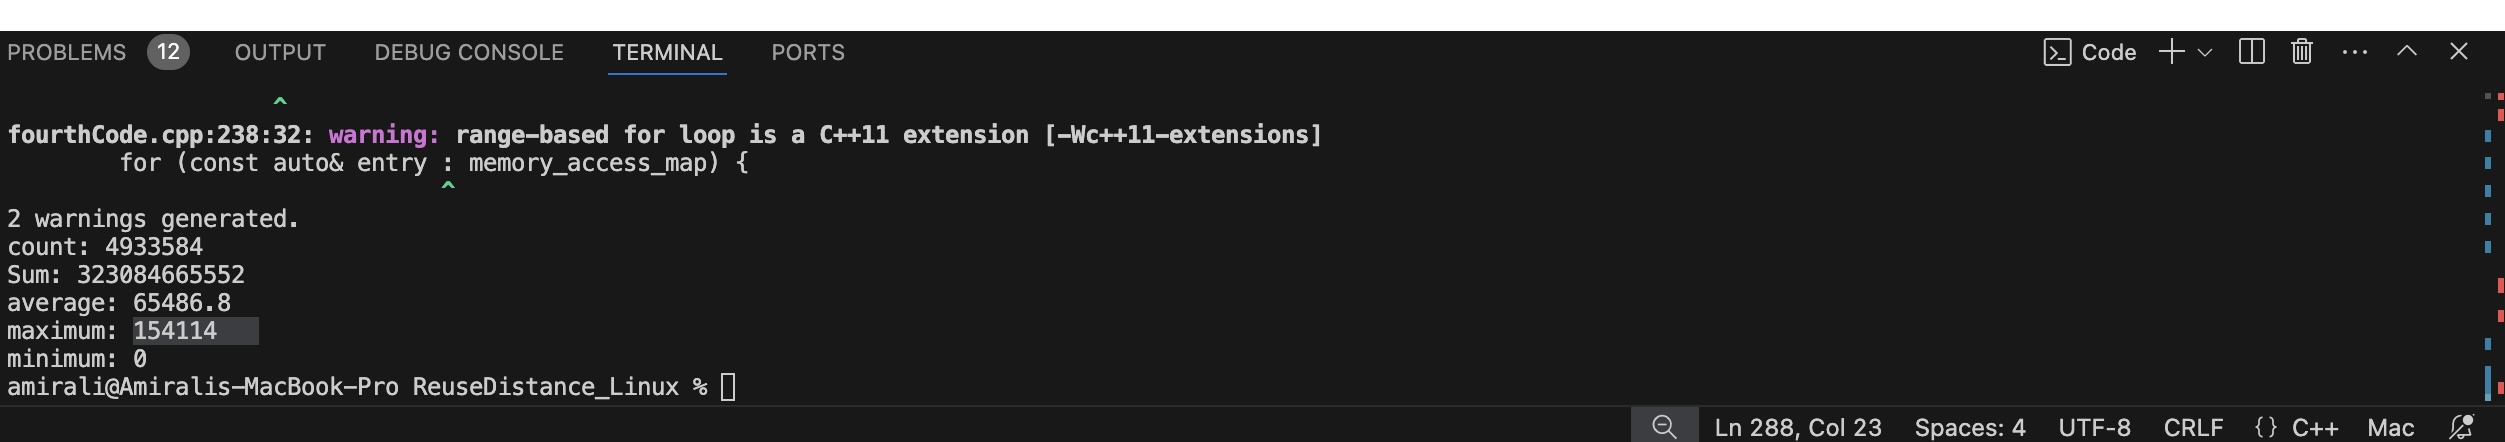 PROBLEMS 12 OUTPUT DEBUG CONSOLE TERMINAL PORTS Code
^
fourthCode.cpp:238:32: warning: range-based for loop is a C++11 extension [-Wc++11-extensions]
for (const auto& entry : memory_access_map) {
^
2 warnings generated.
count: 4933584
Sum: 323084665552
average: 65486.8
maximum: 154114
minimum: 0
amirali@Amiralis-MacBook-Pro ReuseDistance_Linux %
Ln 288, Col 23 Spaces: 4 UTF-8 CRLF {} C++ Mac